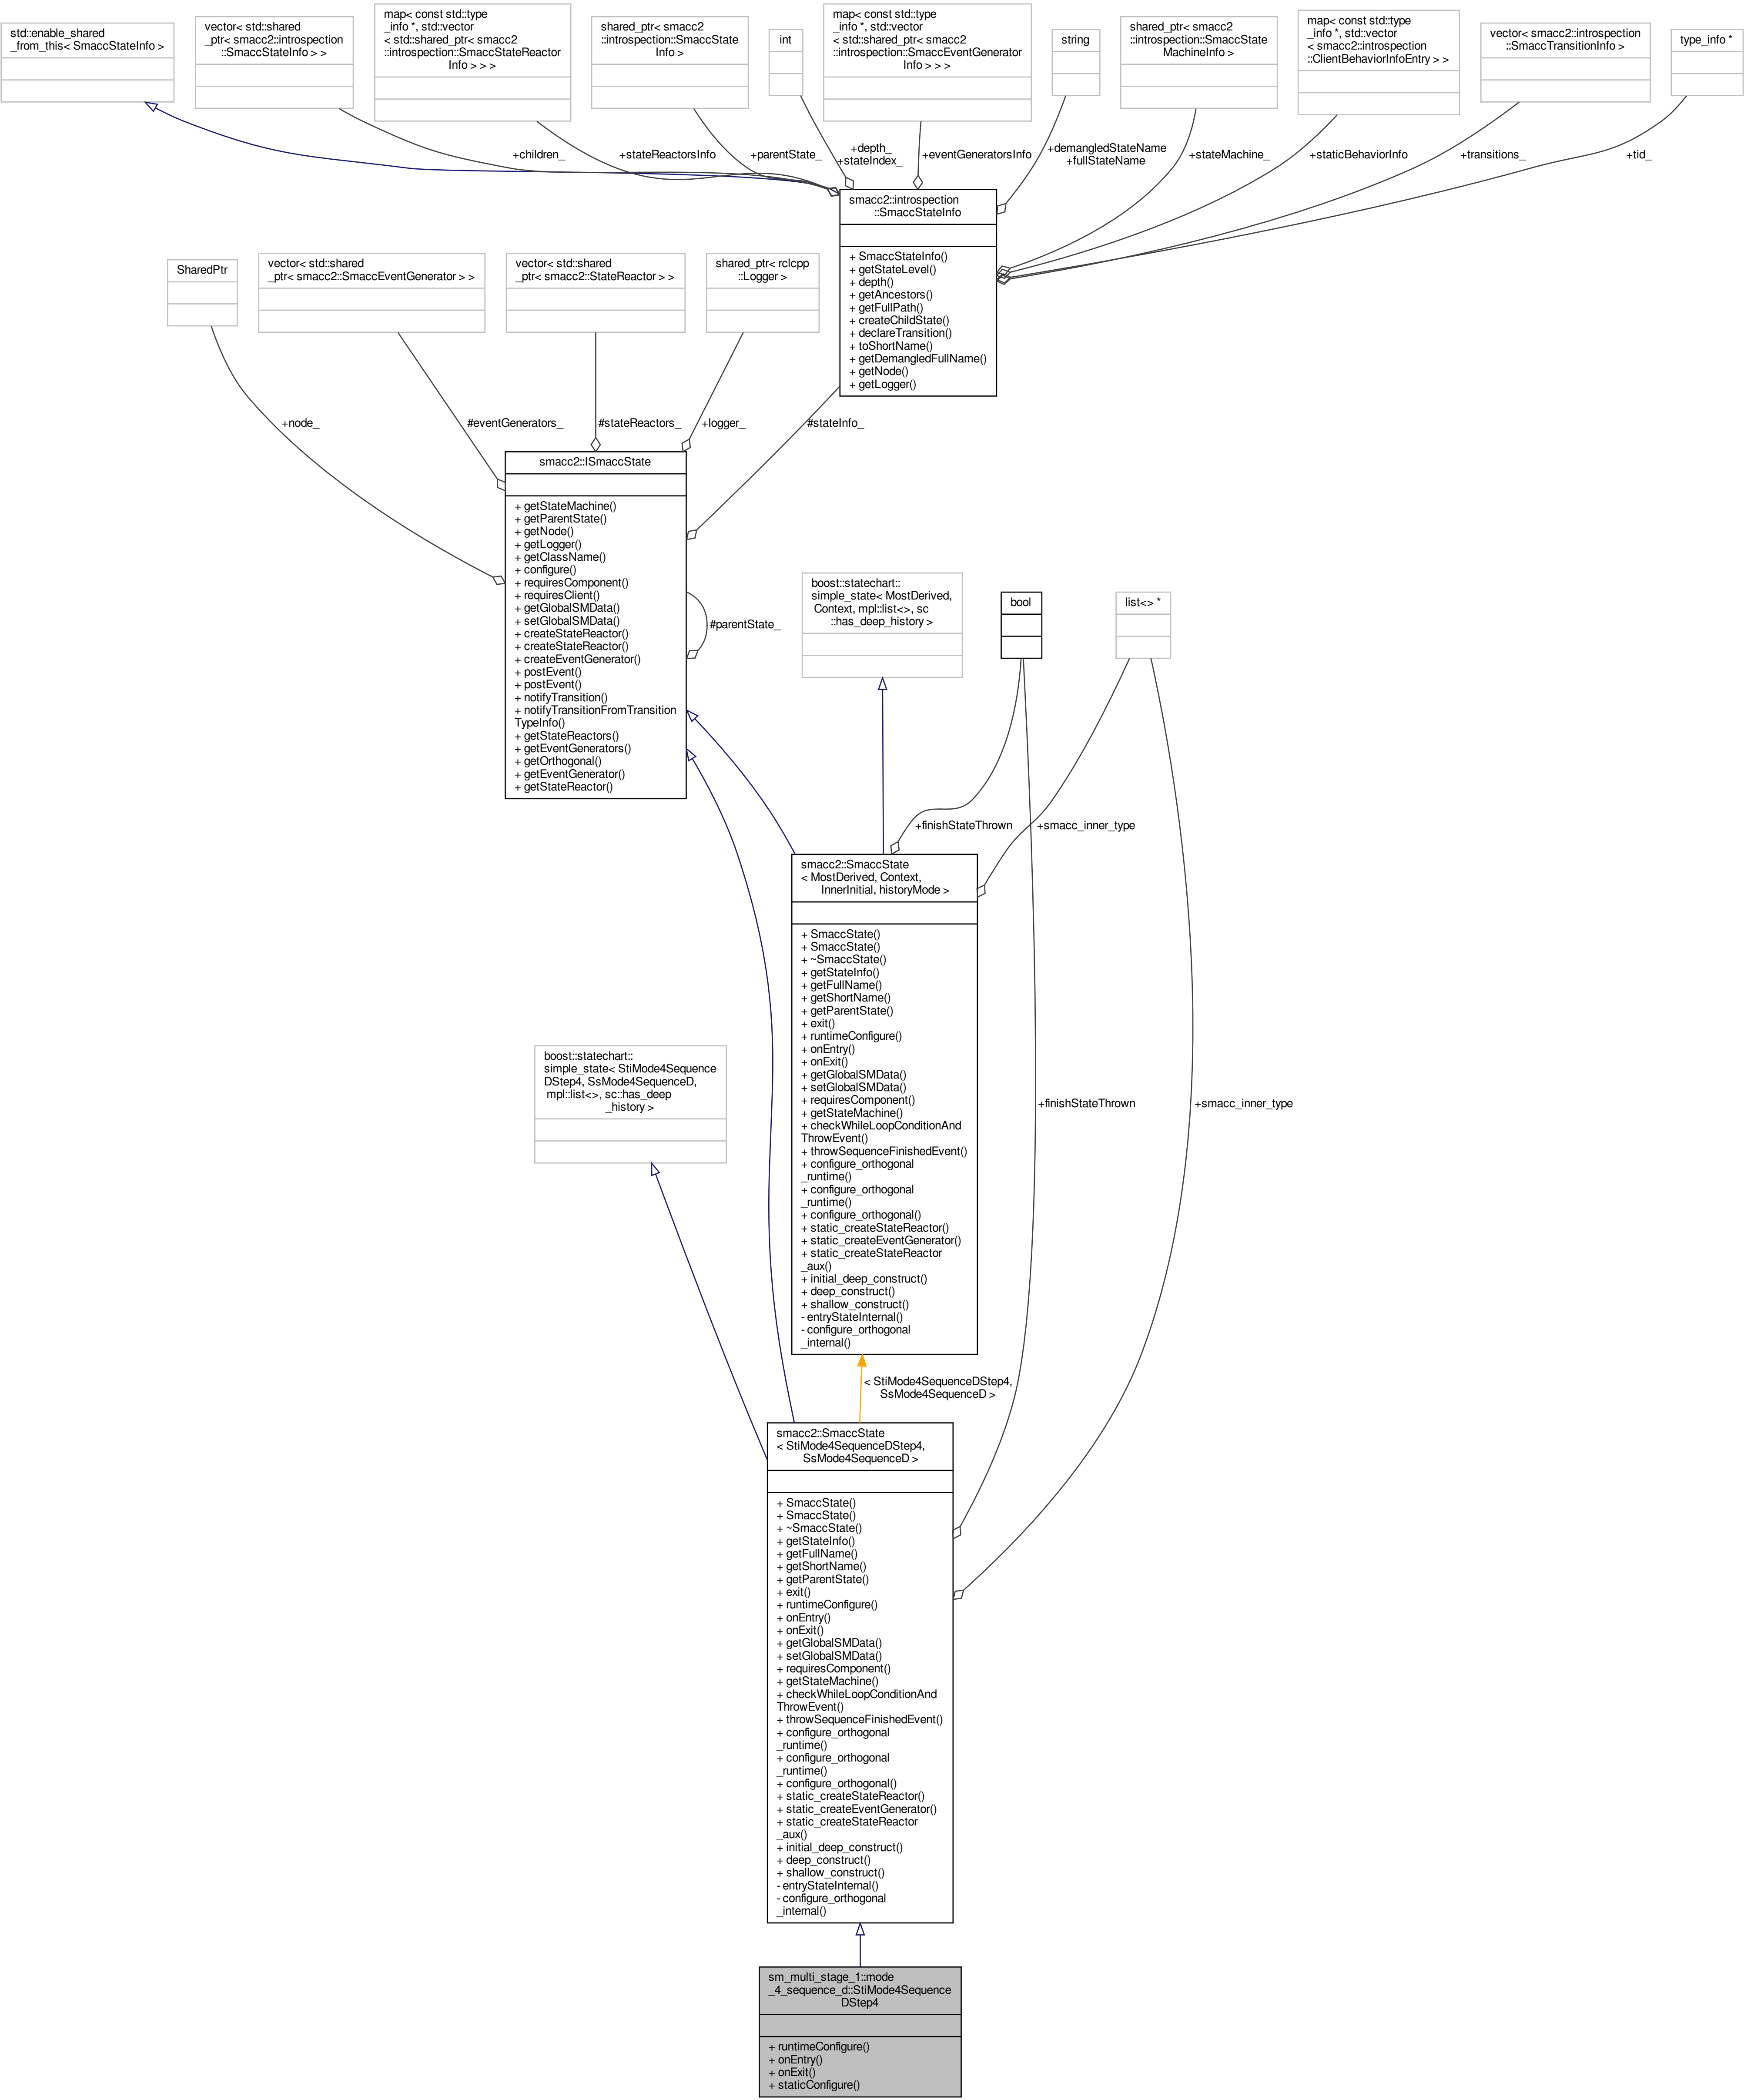 std::enable_shared
_from_this< SmaccStateInfo >
vector< std::shared
_ptr< smacc2::introspection
::SmaccStateInfo > >
map< const std::type
_info *, std::vector
< std::shared_ptr< smacc2
::introspection::SmaccStateReactor
Info > > >
shared_ptr< smacc2
::introspection::SmaccState
Info >
int
map< const std::type
_info *, std::vector
< std::shared_ptr< smacc2
::introspection::SmaccEventGenerator
Info > > >
string
shared_ptr< smacc2
::introspection::SmaccState
MachineInfo >
map< const std::type
_info *, std::vector
< smacc2::introspection
::ClientBehaviorInfoEntry > >
vector< smacc2::introspection
::SmaccTransitionInfo >
type_info *
+children_
+stateReactorsInfo
+parentState_
+depth_
+stateIndex_
+eventGeneratorsInfo
+demangledStateName
+fullStateName
+stateMachine_
+staticBehaviorInfo
+transitions_
+tid_
smacc2::introspection
::SmaccStateInfo
+ SmaccStateInfo()
+ getStateLevel()
+ depth()
+ getAncestors()
+ getFullPath()
+ createChildState()
+ declareTransition()
+ toShortName()
+ getDemangledFullName()
+ getNode()
+ getLogger()
SharedPtr
vector< std::shared
_ptr< smacc2::SmaccEventGenerator > >
vector< std::shared
_ptr< smacc2::StateReactor > >
shared_ptr< rclcpp
::Logger >
+node_
#eventGenerators_
#stateReactors_
+logger_
#stateInfo_
smacc2::ISmaccState
+ getStateMachine()
+ getParentState()
+ getNode()
+ getLogger()
+ getClassName()
+ configure()
+ requiresComponent()
+ requiresClient()
+ getGlobalSMData()
+ setGlobalSMData()
+ createStateReactor()
+ createStateReactor()
+ createEventGenerator()
+ postEvent()
+ postEvent()
+ notifyTransition()
+ notifyTransitionFromTransition
TypeInfo()
+ getStateReactors()
+ getEventGenerators()
+ getOrthogonal()
+ getEventGenerator()
+ getStateReactor()
#parentState_
boost::statechart::
simple_state< MostDerived,
Context, mpl::list<>, sc
::has_deep_history >
bool
list<> *
+finishStateThrown
+smacc_inner_type
smacc2::SmaccState
< MostDerived, Context,
InnerInitial, historyMode >
+ SmaccState()
+ SmaccState()
+ ~SmaccState()
+ getStateInfo()
+ getFullName()
+ getShortName()
+ getParentState()
+ exit()
+ runtimeConfigure()
+ onEntry()
+ onExit()
+ getGlobalSMData()
+ setGlobalSMData()
+ requiresComponent()
+ getStateMachine()
+ checkWhileLoopConditionAnd
ThrowEvent()
+ throwSequenceFinishedEvent()
+ configure_orthogonal
_runtime()
+ configure_orthogonal
_runtime()
+ configure_orthogonal()
+ static_createStateReactor()
+ static_createEventGenerator()
+ static_createStateReactor
_aux()
+ initial_deep_construct()
+ deep_construct()
+ shallow_construct()
- entryStateInternal()
- configure_orthogonal
_internal()
boost::statechart::
simple_state< StiMode4Sequence
DStep4, SsMode4SequenceD,
mpl::list<>, sc::has_deep
_history >
+finishStateThrown
+smacc_inner_type
< StiMode4SequenceDStep4,
SsMode4SequenceD >
smacc2::SmaccState
< StiMode4SequenceDStep4,
SsMode4SequenceD >
+ SmaccState()
+ SmaccState()
+ ~SmaccState()
+ getStateInfo()
+ getFullName()
+ getShortName()
+ getParentState()
+ exit()
+ runtimeConfigure()
+ onEntry()
+ onExit()
+ getGlobalSMData()
+ setGlobalSMData()
+ requiresComponent()
+ getStateMachine()
+ checkWhileLoopConditionAnd
ThrowEvent()
+ throwSequenceFinishedEvent()
+ configure_orthogonal
_runtime()
+ configure_orthogonal
_runtime()
+ configure_orthogonal()
+ static_createStateReactor()
+ static_createEventGenerator()
+ static_createStateReactor
_aux()
+ initial_deep_construct()
+ deep_construct()
+ shallow_construct()
- entryStateInternal()
- configure_orthogonal
_internal()
sm_multi_stage_1::mode
_4_sequence_d::StiMode4Sequence
DStep4
+ runtimeConfigure()
+ onEntry()
+ onExit()
+ staticConfigure()